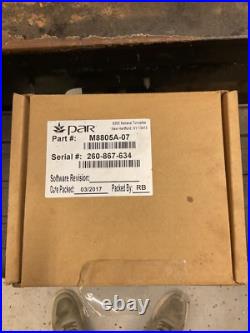 par
8383 Seneca Turnpike
New Hartford, NY 13413
Part #: M8805A-07
Serial #: 260-867-634
Software Revision:
Date Packed: 03/2017 Packed By: RB